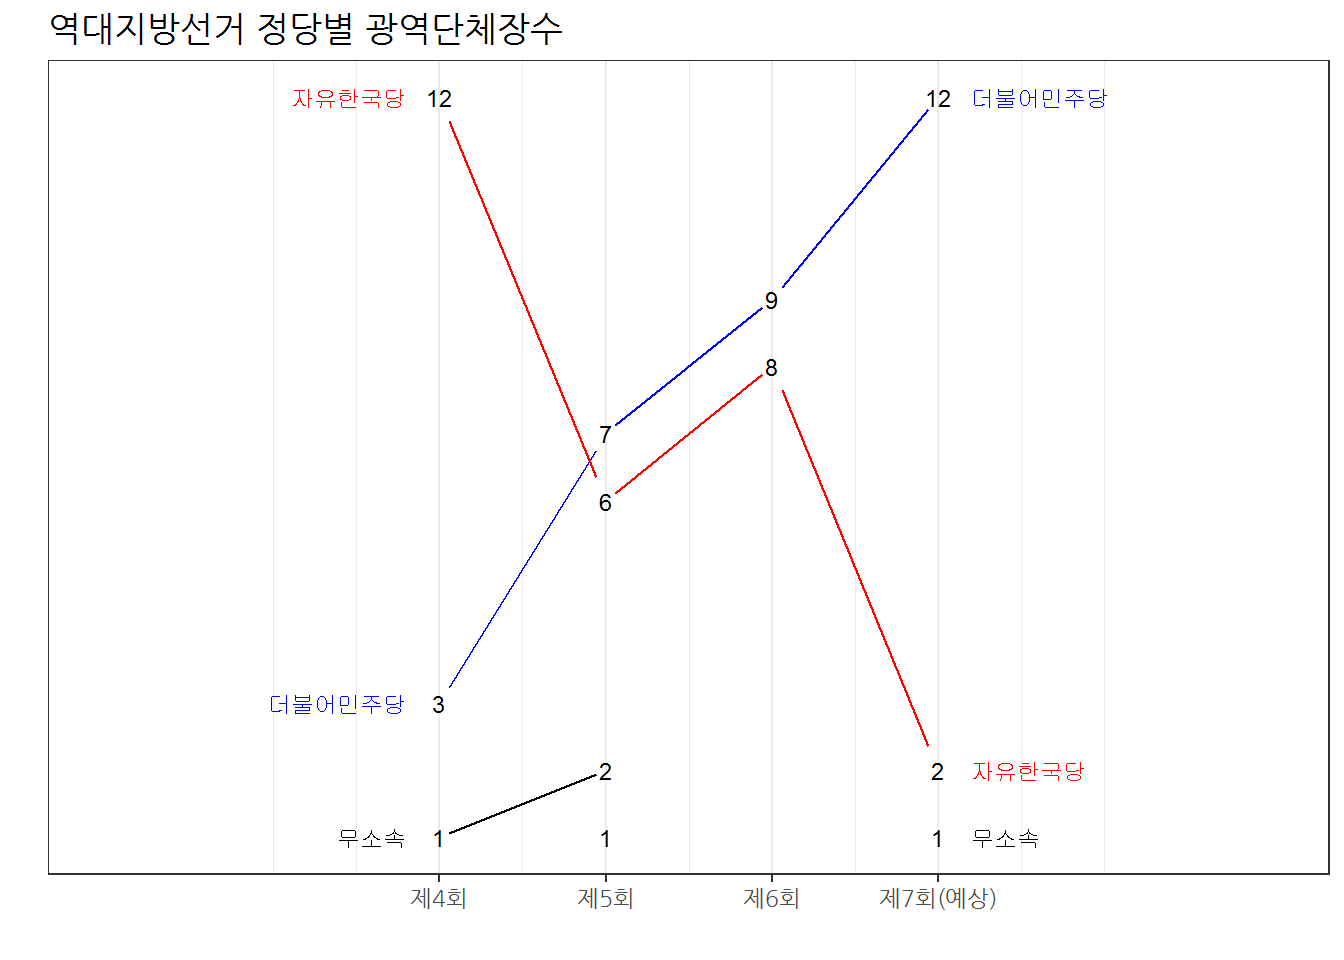 역대지방선거 정당별 광역단체장수
자유한국당 12 12 더불어민주당
9
8
7
6
더불어민주당 3
2 2 자유한국당
무소속 1 1 1 무소속
제4회 제5회 제6회 제7회(예상)